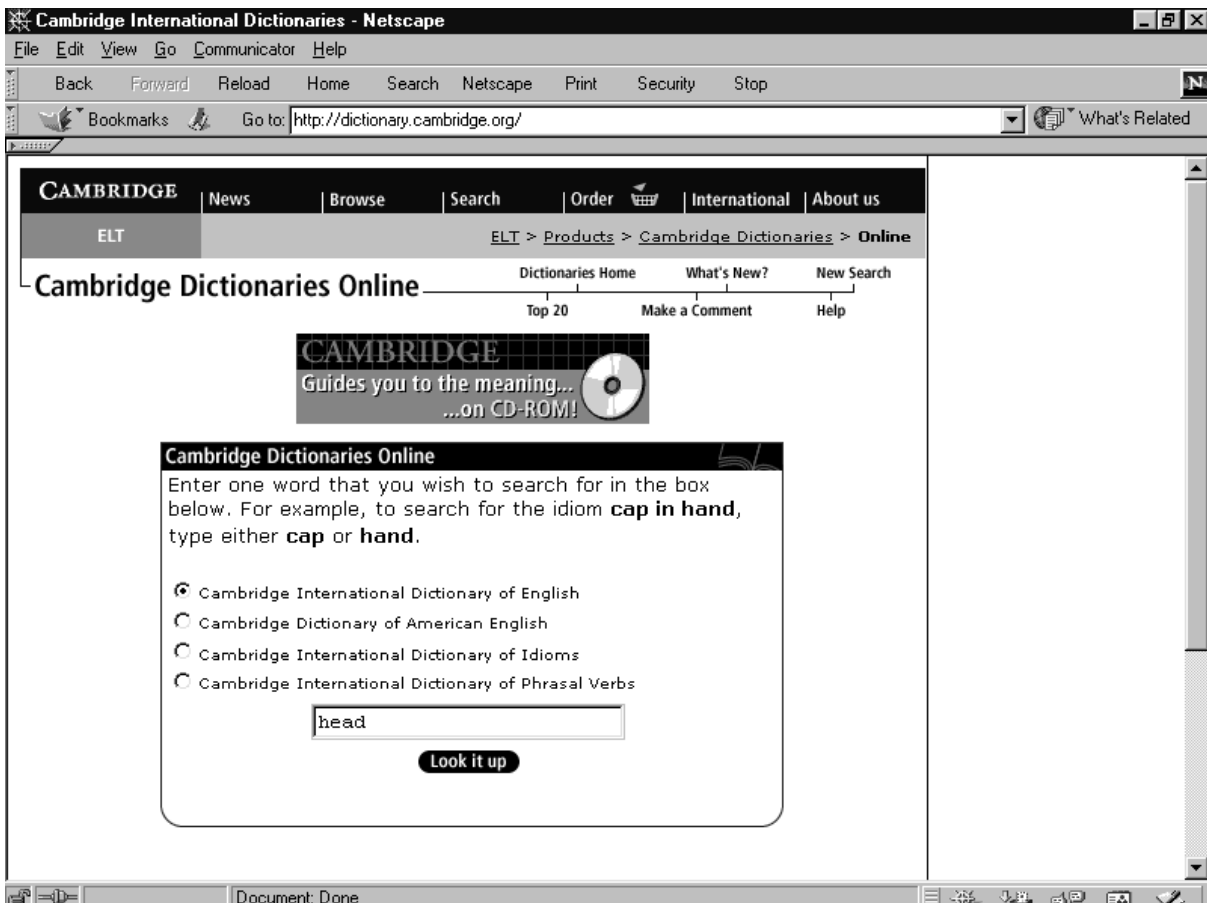 Cambridge International Dictionaries - Netscape
File Edit View Go Communicator Help
Back Forward Reload Home Search Netscape Print Security Stop
N
Bookmarks Go to: http://dictionary.cambridge.org/ What's Related
CAMBRIDGE News Browse Search Order International About us
ELT ELT > Products > Cambridge Dictionaries > Online
Dictionaries Home What's New? New Search
Cambridge Dictionaries Online
Top 20 Make a Comment Help
CAMBRIDGE
Guides you to the meaning...
...on CD-ROM!
Cambridge Dictionaries Online
Enter one word that you wish to search for in the box
below. For example, to search for the idiom cap in hand,
type either cap or hand.
Cambridge International Dictionary of English
Cambridge Dictionary of American English
Cambridge International Dictionary of Idioms
Cambridge International Dictionary of Phrasal Verbs
head
Look it up
Document: Done